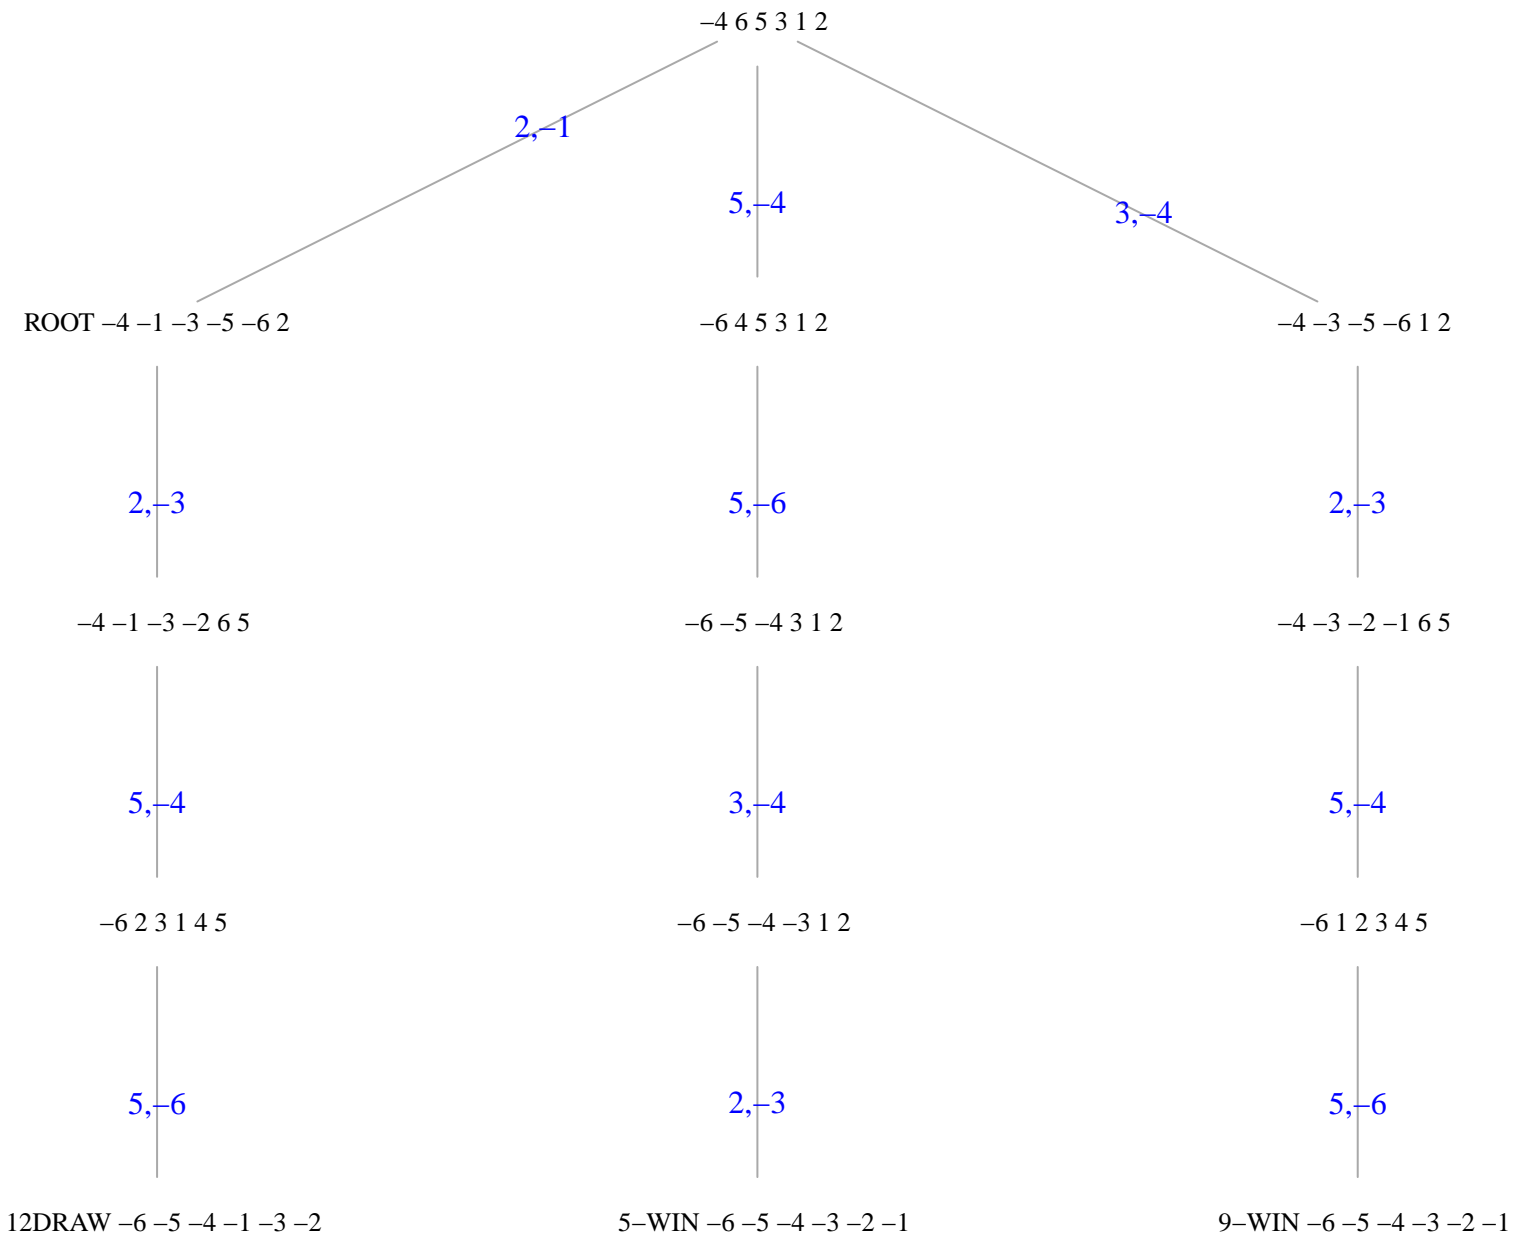 –4 6 5 3 1 2
2,–1
5,–4
3,–4
ROOT –4 –1 –3 –5 –6 2
–6 4 5 3 1 2
–4 –3 –5 –6 1 2
2,–3
5,–6
2,–3
–4 –1 –3 –2 6 5
–6 –5 –4 3 1 2
–4 –3 –2 –1 6 5
5,–4
3,–4
5,–4
–6 2 3 1 4 5
–6 –5 –4 –3 1 2
–6 1 2 3 4 5
5,–6
2,–3
5,–6
12DRAW –6 –5 –4 –1 –3 –2
5–WIN –6 –5 –4 –3 –2 –1
9–WIN –6 –5 –4 –3 –2 –1